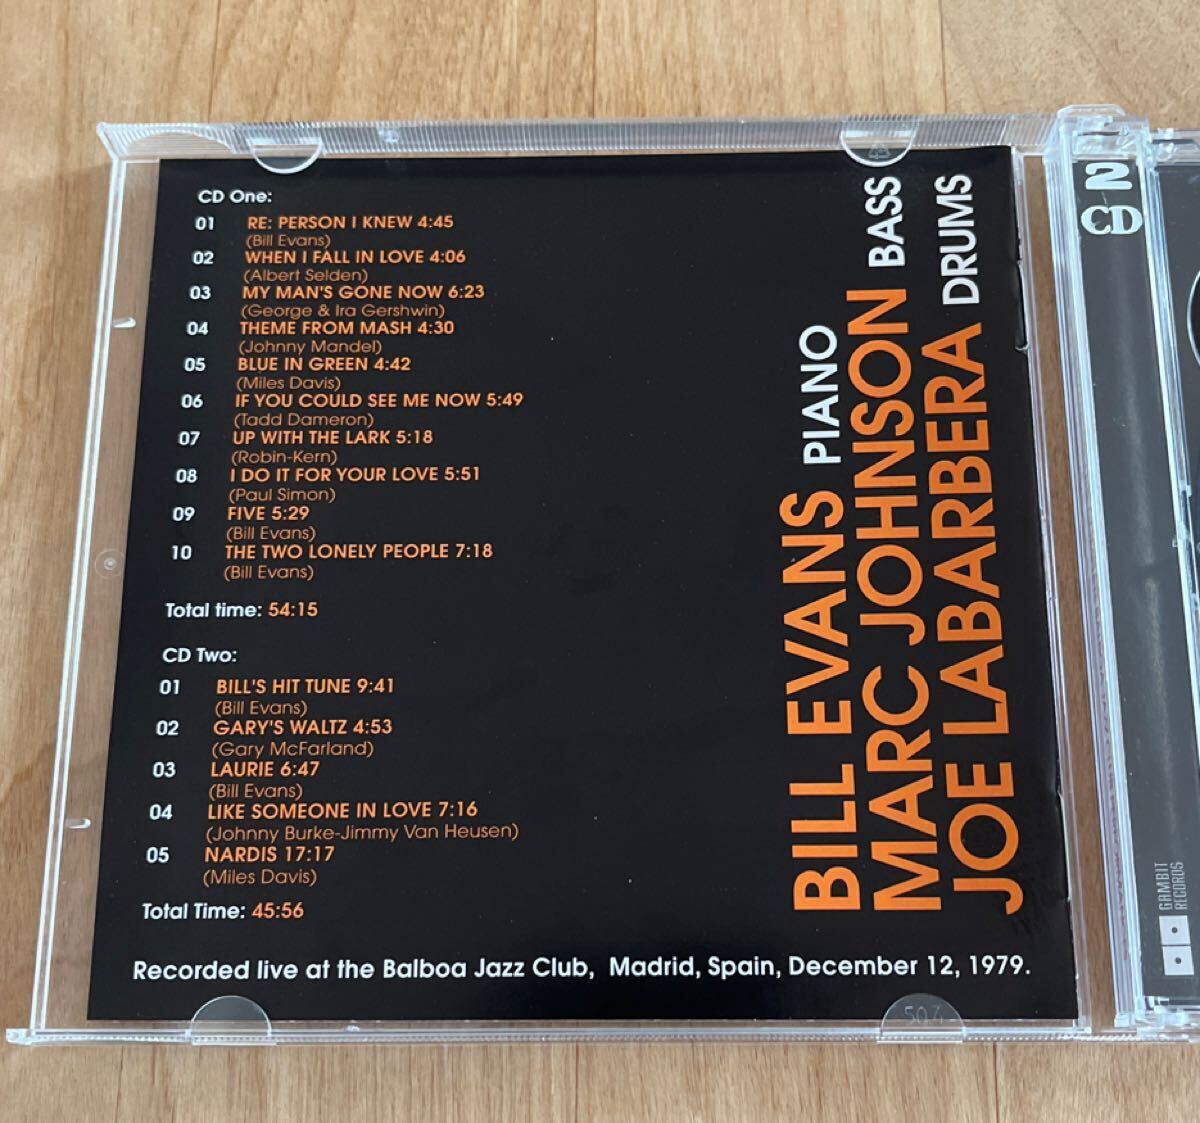 CD One:
01 RE: PERSON I KNEW 4:45
(Bill Evans)
02 WHEN I FALL IN LOVE 4:06
(Albert Selden)
03 MY MAN'S GONE NOW 6:23
(George & Ira Gershwin)
04 THEME FROM MASH 4:30
(Johnny Mandel)
05 BLUE IN GREEN 4:42
(Miles Davis)
06 IF YOU COULD SEE ME NOW 5:49
(Tadd Dameron)
07 UP WITH THE LARK 5:18
(Robin-Kern)
08 I DO IT FOR YOUR LOVE 5:51
(Paul Simon)
09 FIVE 5:29
(Bill Evans)
10 THE TWO LONELY PEOPLE 7:18
(Bill Evans)
Total time: 54:15
CD Two:
01 BILL'S HIT TUNE 9:41
(Bill Evans)
02 GARY'S WALTZ 4:53
(Gary McFarland)
03 LAURIE 6:47
(Bill Evans)
04 LIKE SOMEONE IN LOVE 7:16
(Johnny Burke-Jimmy Van Heusen)
05 NARDIS 17:17
(Miles Davis)
Total Time: 45:56
Recorded live at the Balboa Jazz Club, Madrid, Spain, December 12, 1979.
BILL EVANS PIANO
MARC JOHNSON BASS
JOE LABARBERA DRUMS
2
CD
GAMBIT
RECORDS
504